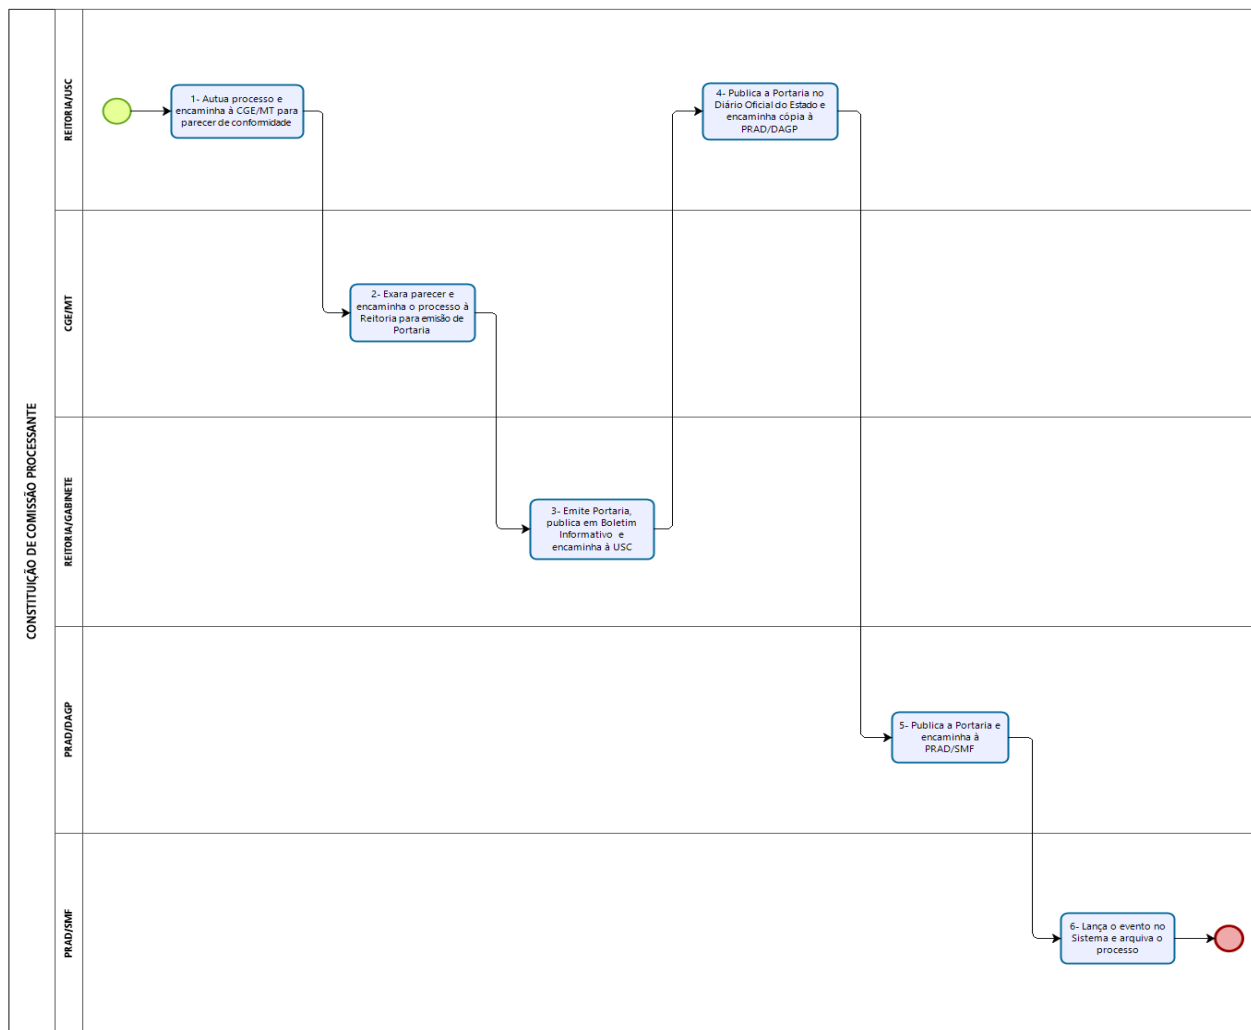 CONSTITUIÇÃO DE COMISSÃO PROCESSANTE
REITORIA/USC
1- Autua processo e
encaminha à CGE/MT para
parecer de conformidade
4- Publica a Portaria no
Diário Oficial do Estado e
encaminha cópia à
PRAD/DAGP
CGE/MT
2- Exara parecer e
encaminha o processo à
Reitoria para emisão de
Portaria
REITORIA/GABINETE
3- Emite Portaria,
publica em Boletim
Informativo e
encaminha à USC
PRAD/DAGP
5- Publica a Portaria e
encaminha à
PRAD/SMF
PRAD/SMF
6- Lança o evento no
Sistema e arquiva o
processo